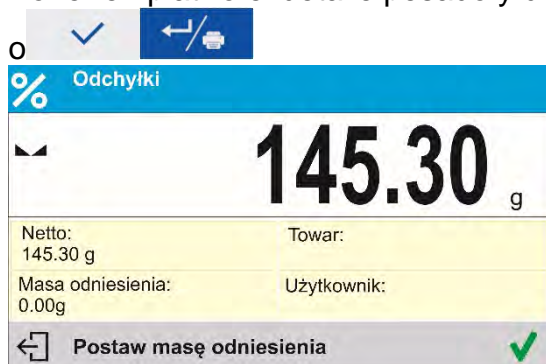 o
% Odchyłki
145.30 g
Netto:
145.30 g
Towar:
Masa odniesienia:
0.00g
Użytkownik:
Postaw masę odniesienia